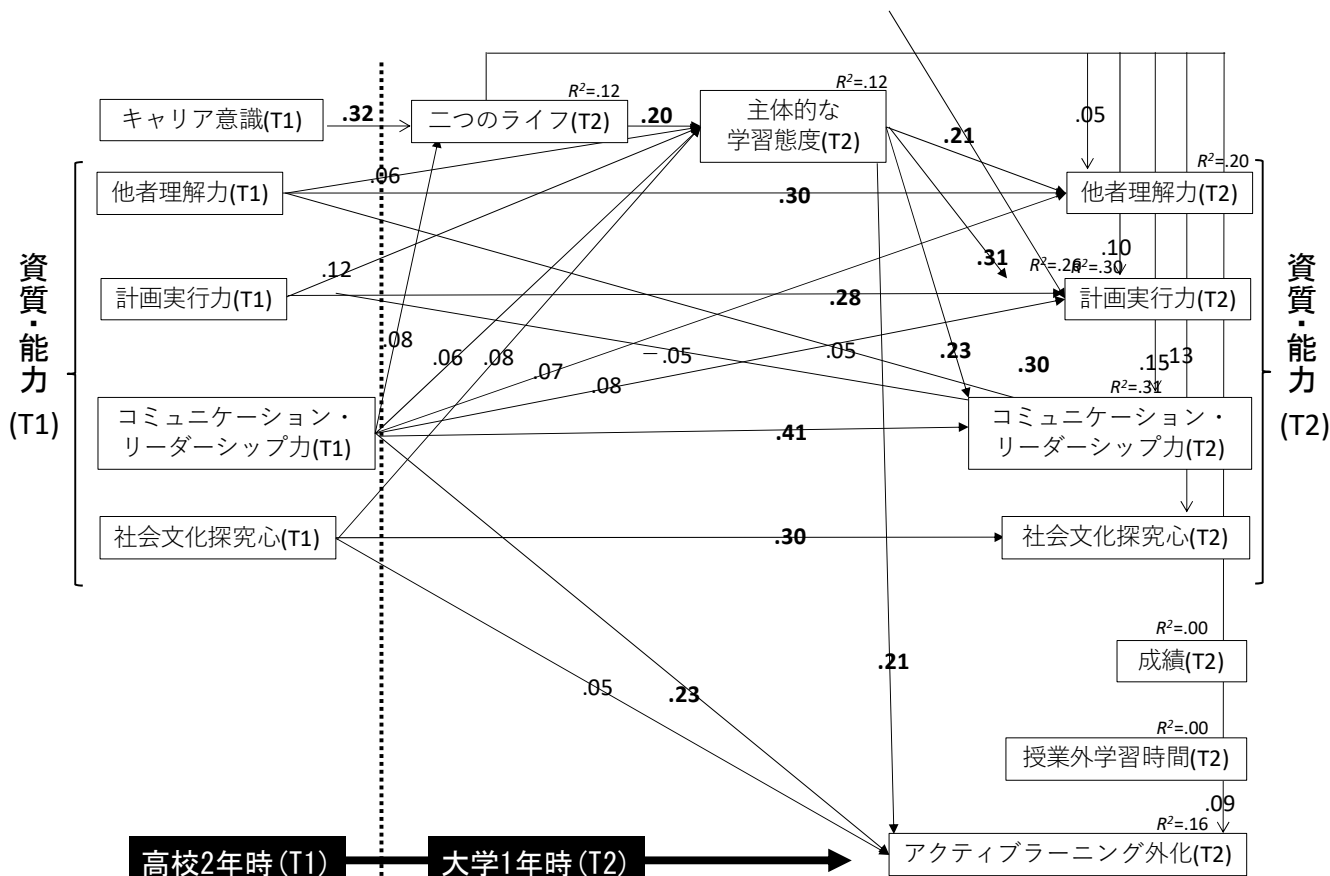 R²=.12
R²=.12
キャリア意識(T1)
.32
二つのライフ(T2)
.20
主体的な
学習態度(T2)
.21
.05
R²=.20
他者理解力(T1)
.06
.30
他者理解力(T2)
資質・能力
(T1)
.12
.31
.10
R²=.26
R²=.30
計画実行力(T1)
.28
計画実行力(T2)
資質・能力
(T2)
.08
.06
.08
.07
－.05
.08
.05
.23
.30
.15
.13
R²=.31
コミュニケーション・
リーダーシップ力(T1)
.41
コミュニケーション・
リーダーシップ力(T2)
社会文化探究心(T1)
.30
社会文化探究心(T2)
R²=.00
成績(T2)
.05
.23
.21
R²=.00
授業外学習時間(T2)
.09
R²=.16
アクティブラーニング外化(T2)
高校2年時(T1)
大学1年時(T2)